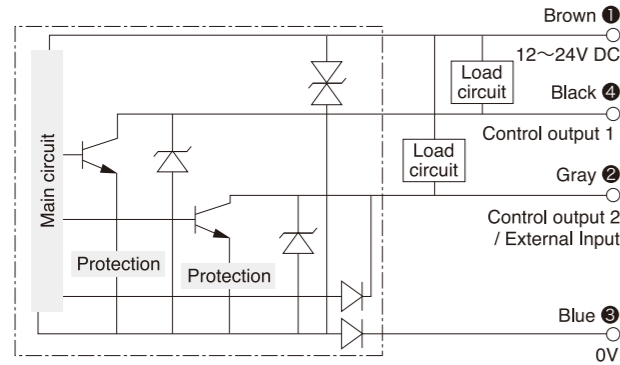 Brown ❶
12～24V DC
Load
circuit
Black ❹
Control output 1
Load
circuit
Gray ❷
Control output 2
/ External Input
Main circuit
Protection
Protection
Blue ❸
0V